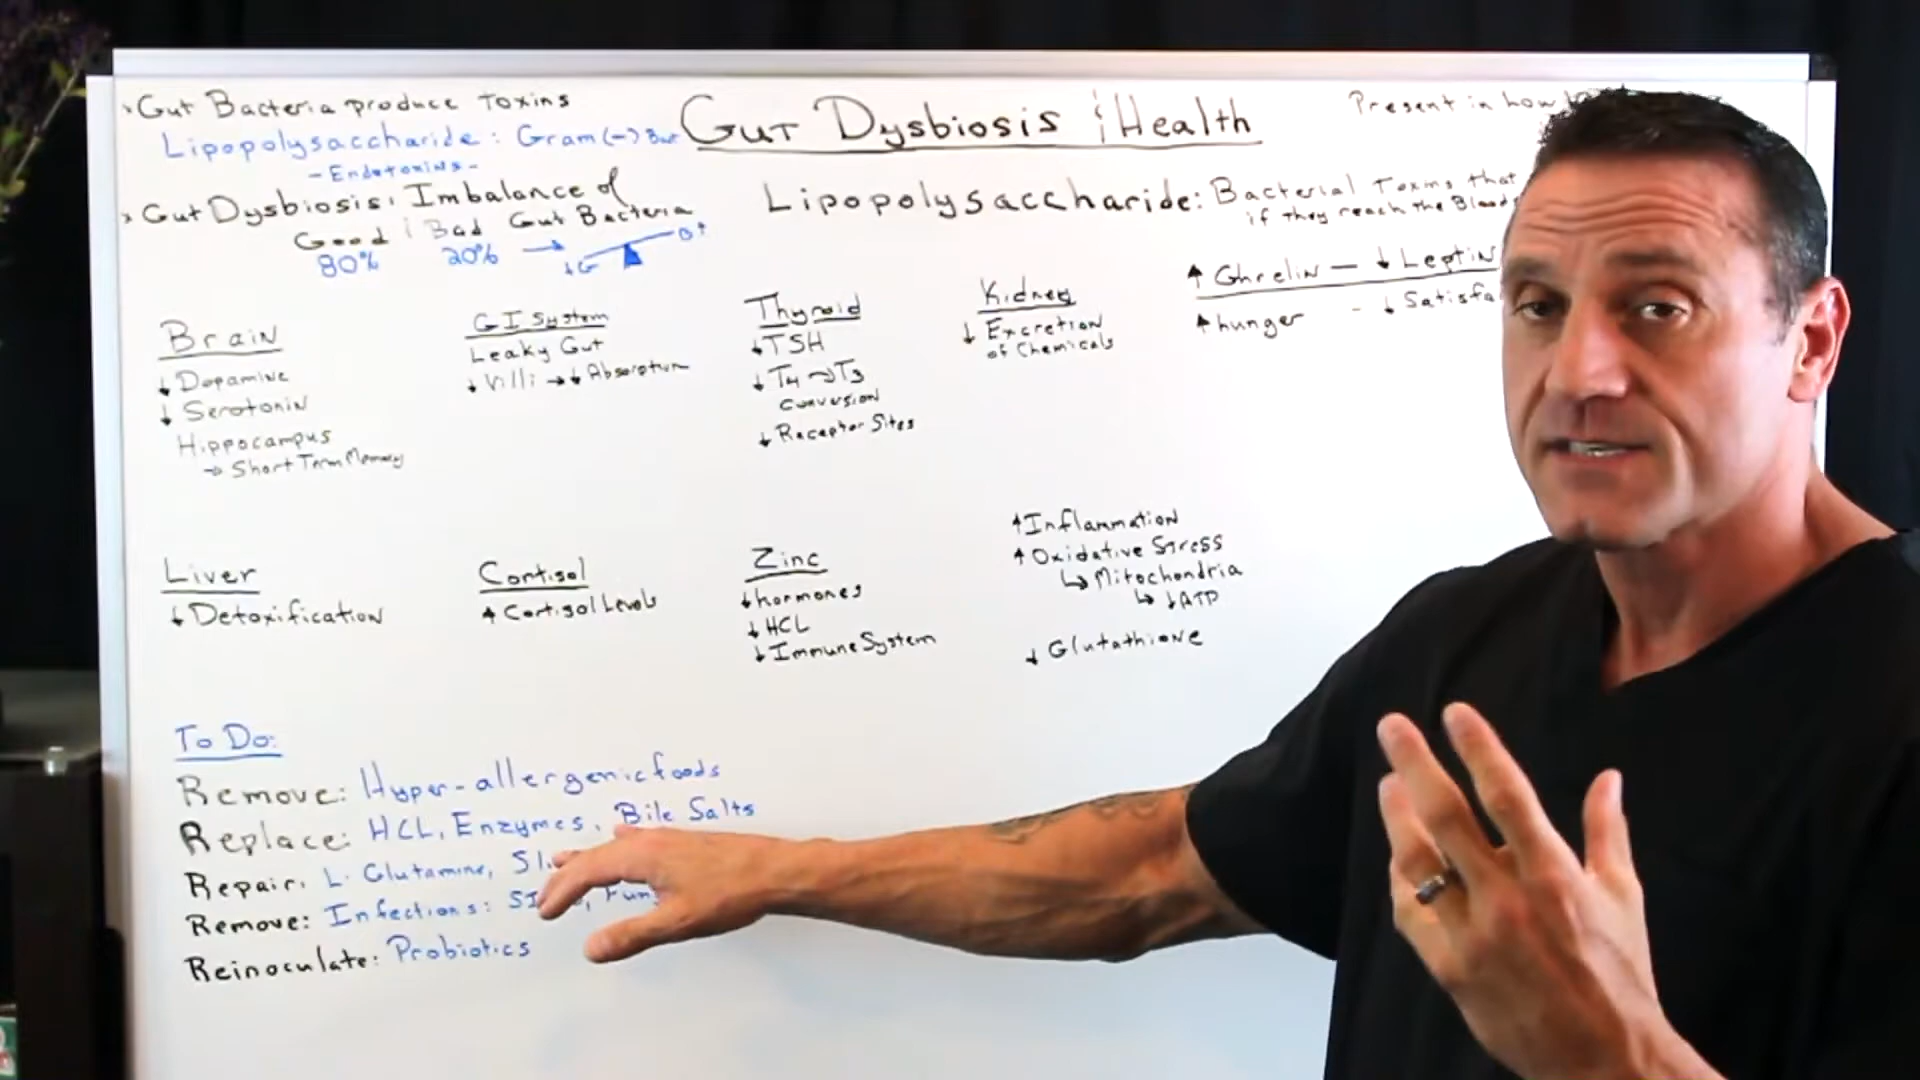 Gut Dysbiosis & Health
› Gut Bacteria produce Toxins
Lipopolysaccharide: Gram (-)
- Endotoxins -
› Gut Dysbiosis: Imbalance of
Good & Bad Gut Bacteria
80% 20% →
↓G B↑
Present in how
Lipopolysaccharide: Bacterial Toxins that
if they reach the
↑ Ghrelin — ↓ Leptin
↑ hunger - ↓
Brain
↓ Dopamine
↓ Serotonin
Hippocampus
→ Short Term Memory
GI System
Leaky Gut
↓ Villi → ↓ Absorption
Thyroid
↓ TSH
↓ T4 → T3
conversion
↓ Receptor Sites
Kidney
↓ Excretion
of Chemicals
Liver
↓ Detoxification
Cortisol
↑ Cortisol Levels
Zinc
↓ hormones
↓ HCL
↓ Immune System
↑ Inflammation
↑ Oxidative Stress
↳ Mitochondria
↳ ↓ ATP
↓ Glutathione
To Do:
Remove: Hyper-allergenic foods
Replace: HCL, Enzymes, Bile Salts
Repair: L. Glutamine,
Remove: Infections:
Reinoculate: Probiotics